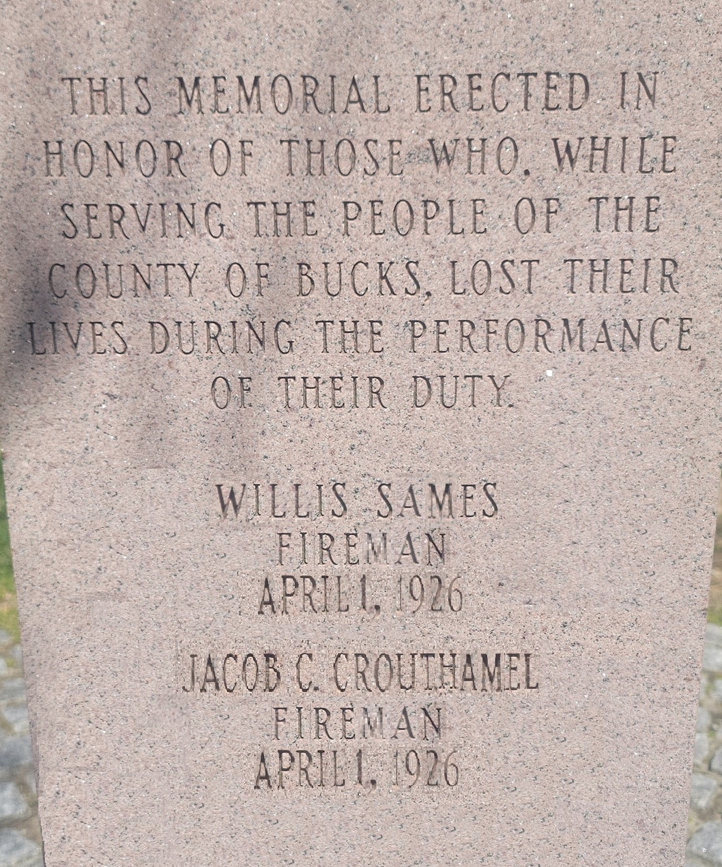 THIS MEMORIAL ERECTED IN
HONOR OF THOSE WHO, WHILE
SERVING THE PEOPLE OF THE
COUNTY OF BUCKS, LOST THEIR
LIVES DURING THE PERFORMANCE
OF THEIR DUTY.
WILLIS SAMES
FIREMAN
APRIL 1, 1926
JACOB C. CROUTHAMEL
FIREMAN
APRIL 1, 1926